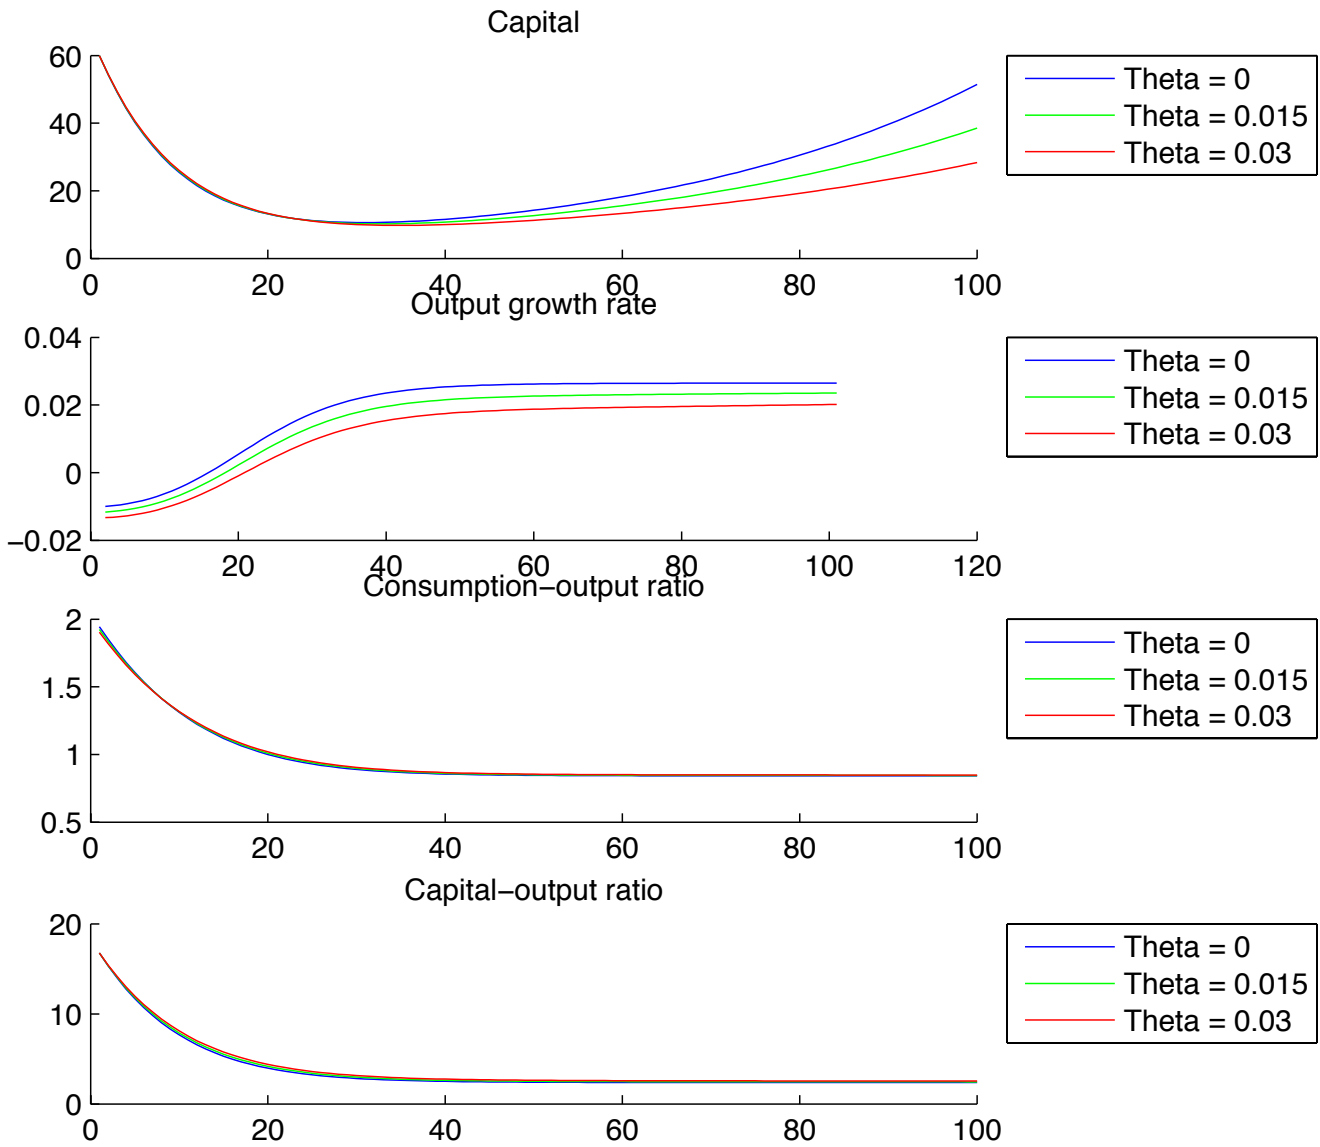 Capital
60
40
20
0
0 20 40 60 80 100
Theta = 0
Theta = 0.015
Theta = 0.03
Output growth rate
0.04
0.02
0
−0.02
0 20 40 60 80 100 120
Theta = 0
Theta = 0.015
Theta = 0.03
Consumption−output ratio
2
1.5
1
0.5
0 20 40 60 80 100
Theta = 0
Theta = 0.015
Theta = 0.03
Capital−output ratio
20
10
0
0 20 40 60 80 100
Theta = 0
Theta = 0.015
Theta = 0.03